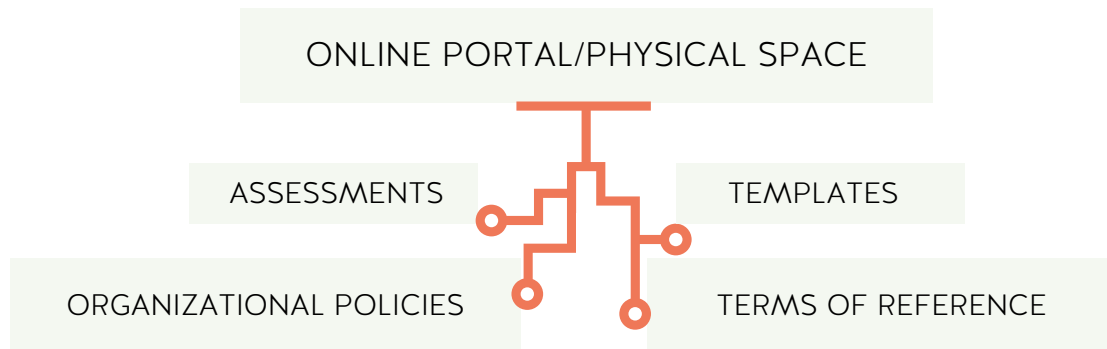 ONLINE PORTAL/PHYSICAL SPACE
ASSESSMENTS
TEMPLATES
ORGANIZATIONAL POLICIES
TERMS OF REFERENCE